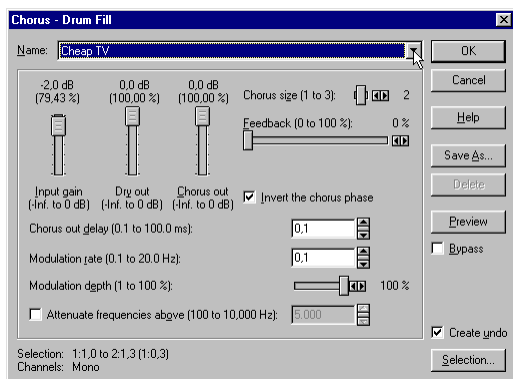 Chorus - Drum Fill
Name: Cheap TV
OK
-2,0 dB 0,0 dB 0,0 dB
(79,43 %) (100,00 %) (100,00 %)
Chorus size (1 to 3): 2
Cancel
Feedback (0 to 100 %): 0 %
Help
Save As...
Input gain Dry out Chorus out
(-Inf. to 0 dB) (-Inf. to 0 dB) (-Inf. to 0 dB)
Invert the chorus phase
Delete
Chorus out delay (0.1 to 100.0 ms): 0,1
Preview
Modulation rate (0.1 to 20.0 Hz): 0,1
Bypass
Modulation depth (1 to 100 %): 100 %
Attenuate frequencies above (100 to 10,000 Hz): 5.000
Create undo
Selection: 1:1,0 to 2:1,3 (1:0,3)
Channels: Mono
Selection...